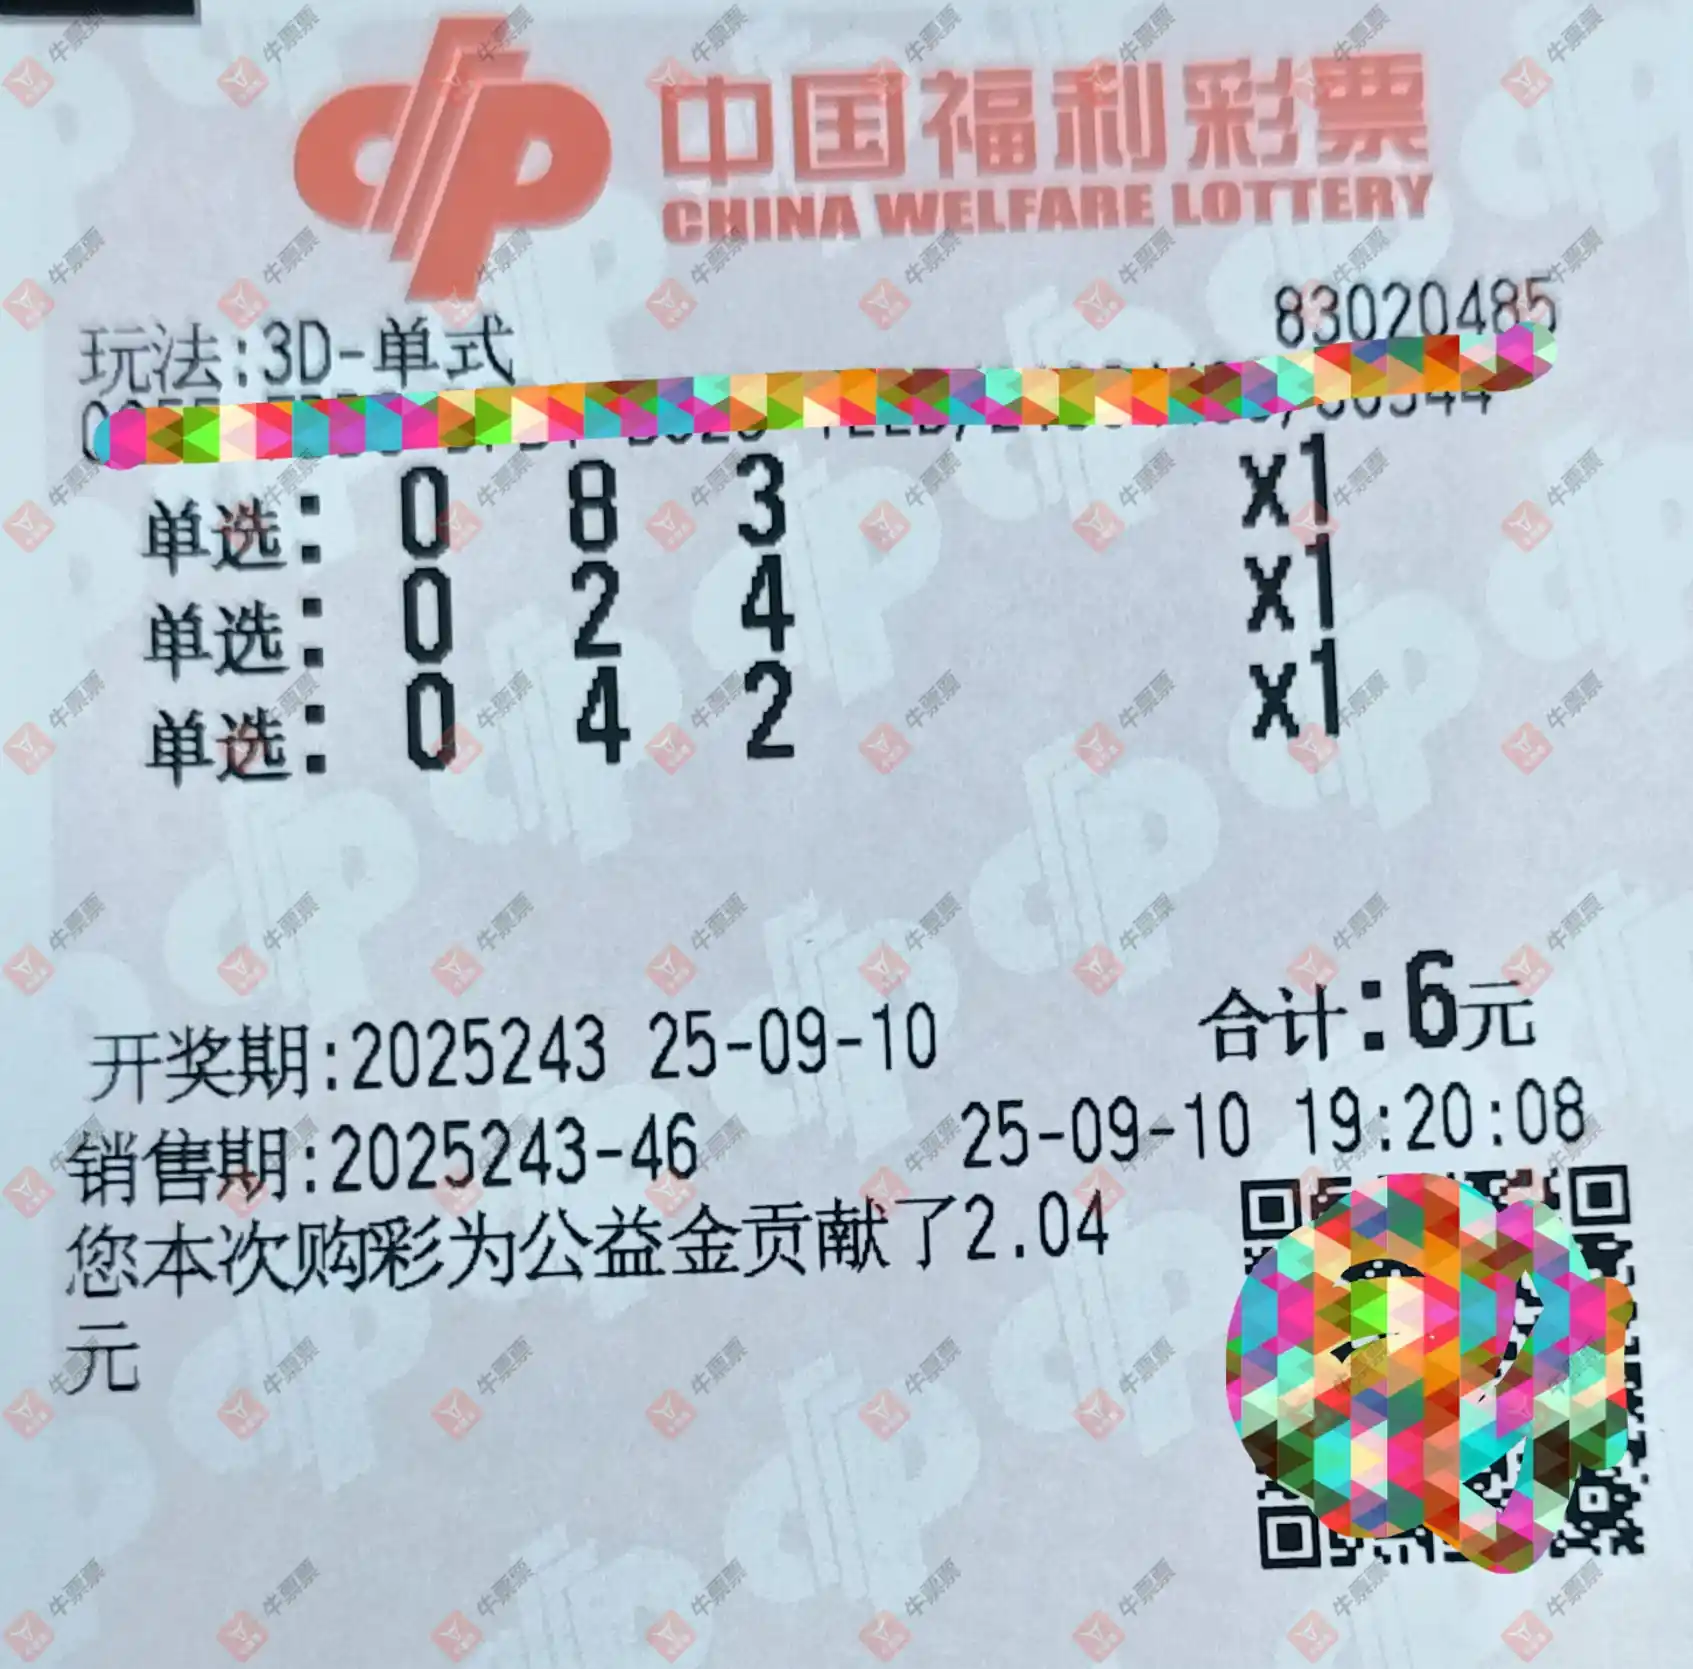 中国福利彩票
CHINA WELFARE LOTTERY
83020485
玩法:3D-单式
单选: 0 8 3 x1
单选: 0 2 4 x1
单选: 0 4 2 x1
合计:6元
开奖期:2025243 25-09-10
销售期:2025243-46 25-09-10 19:20:08
您本次购彩为公益金贡献了2.04
元
牛票票